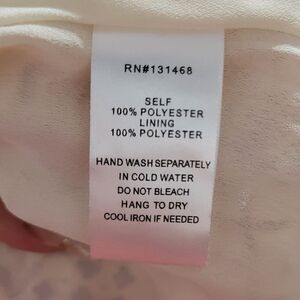 RN#131468
SELF
100% POLYESTER
LINING
100% POLYESTER
HAND WASH SEPARATELY
IN COLD WATER
DO NOT BLEACH
HANG TO DRY
COOL IRON IF NEEDED